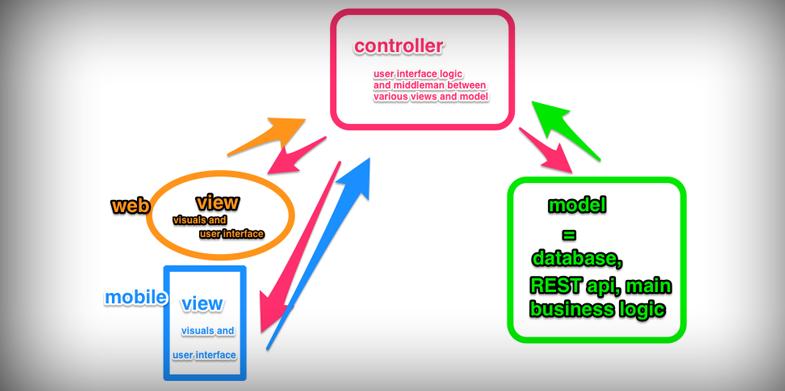 controller
user interface logic
and middleman between
various views and model
web
view
visuals and
user interface
mobile
view
visuals and
user interface
model
=
database,
REST api, main
business logic